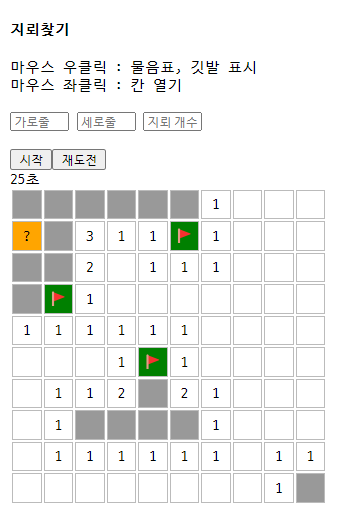 지뢰찾기
마우스 우클릭 : 물음표, 깃발 표시
마우스 좌클릭 : 칸 열기
가로줄 세로줄 지뢰 개수
시작 재도전
25초
1
? 3 1 1 1
2 1 1 1
1
1 1 1 1 1 1
1 1
1 1 2 2 1
1 1
1 1 1 1 1 1 1 1
1